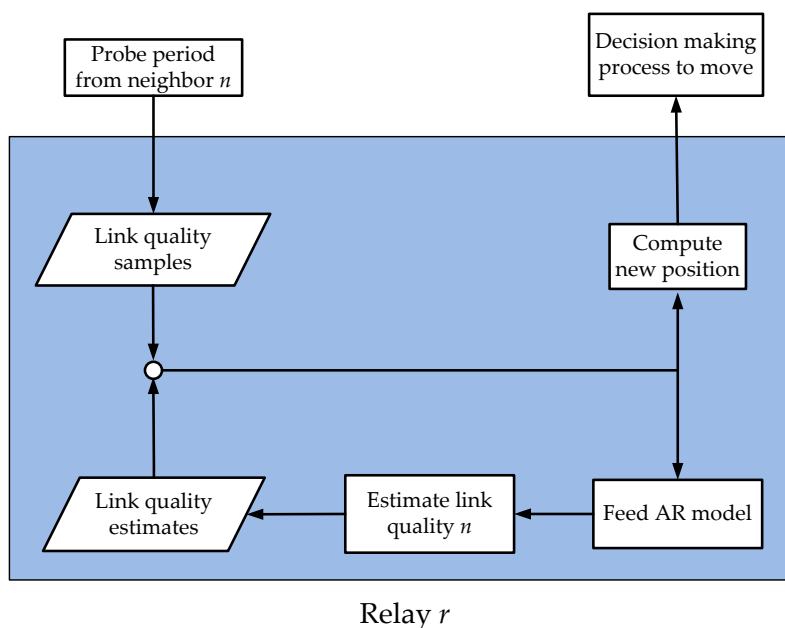 Probe period
from neighbor n
Decision making
process to move
Link quality
samples
Compute
new position
Link quality
estimates
Estimate link
quality n
Feed AR model
Relay r